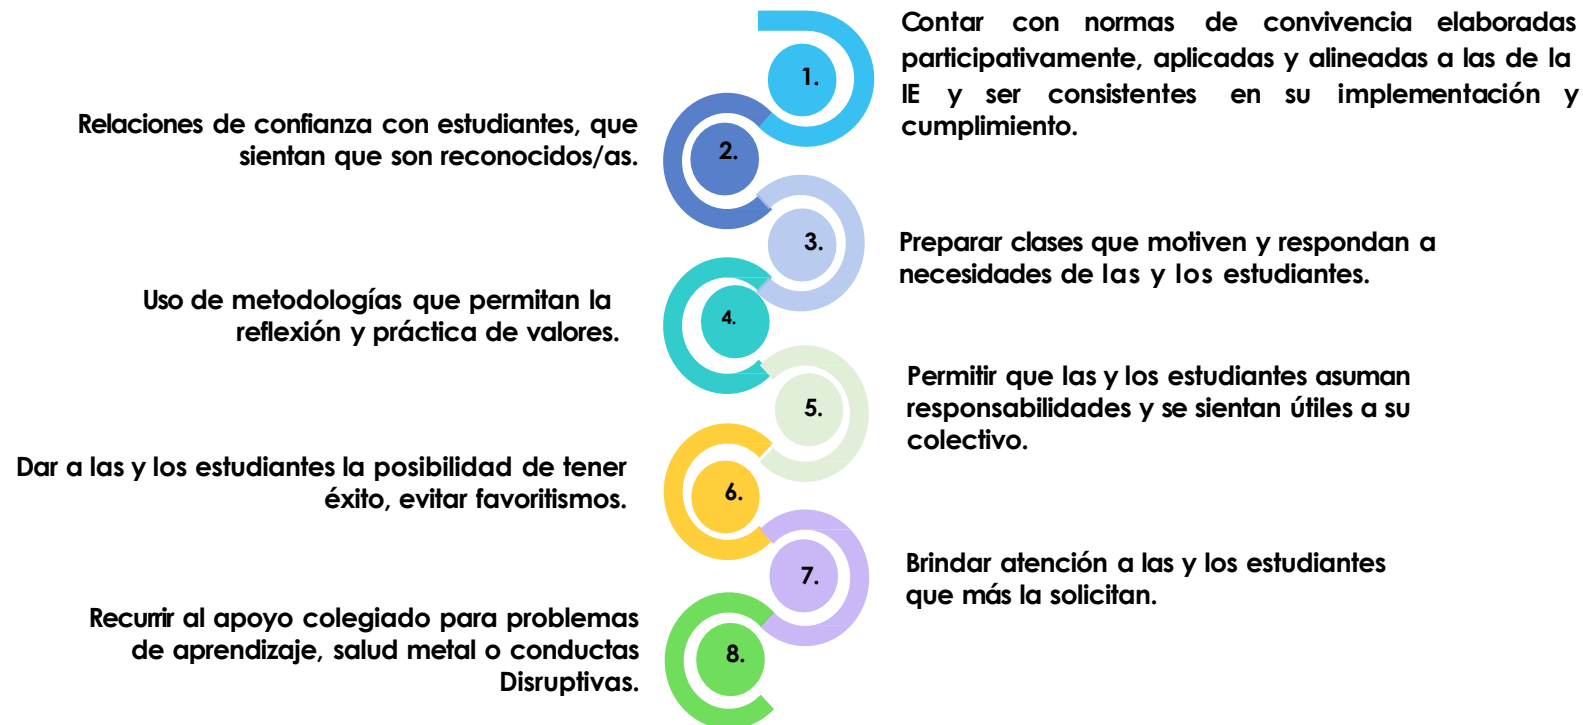 1.
Contar con normas de convivencia elaboradas
participativamente, aplicadas y alineadas a las de la
IE y ser consistentes en su implementación y
cumplimiento.
2.
Relaciones de confianza con estudiantes, que
sientan que son reconocidos/as.
3.
Preparar clases que motiven y respondan a
necesidades de las y los estudiantes.
4.
Uso de metodologías que permitan la
reflexión y práctica de valores.
5.
Permitir que las y los estudiantes asuman
responsabilidades y se sientan útiles a su
colectivo.
6.
Dar a las y los estudiantes la posibilidad de tener
éxito, evitar favoritismos.
7.
Brindar atención a las y los estudiantes
que más la solicitan.
8.
Recurrir al apoyo colegiado para problemas
de aprendizaje, salud metal o conductas
Disruptivas.